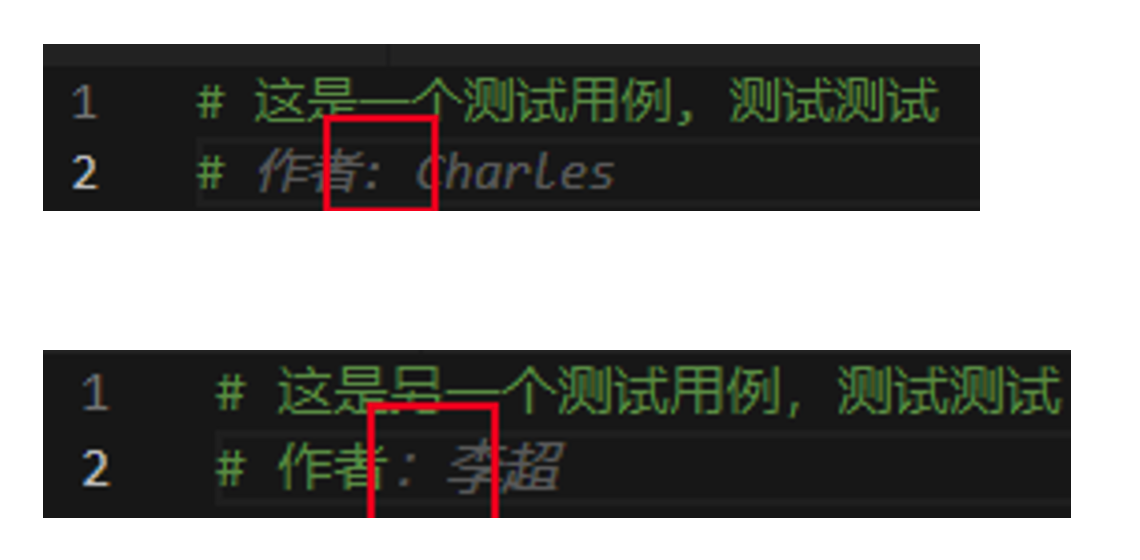 1 # 这是一个测试用例，测试测试
2 # 作者: Charles
1 # 这是另一个测试用例，测试测试
2 # 作者：李超